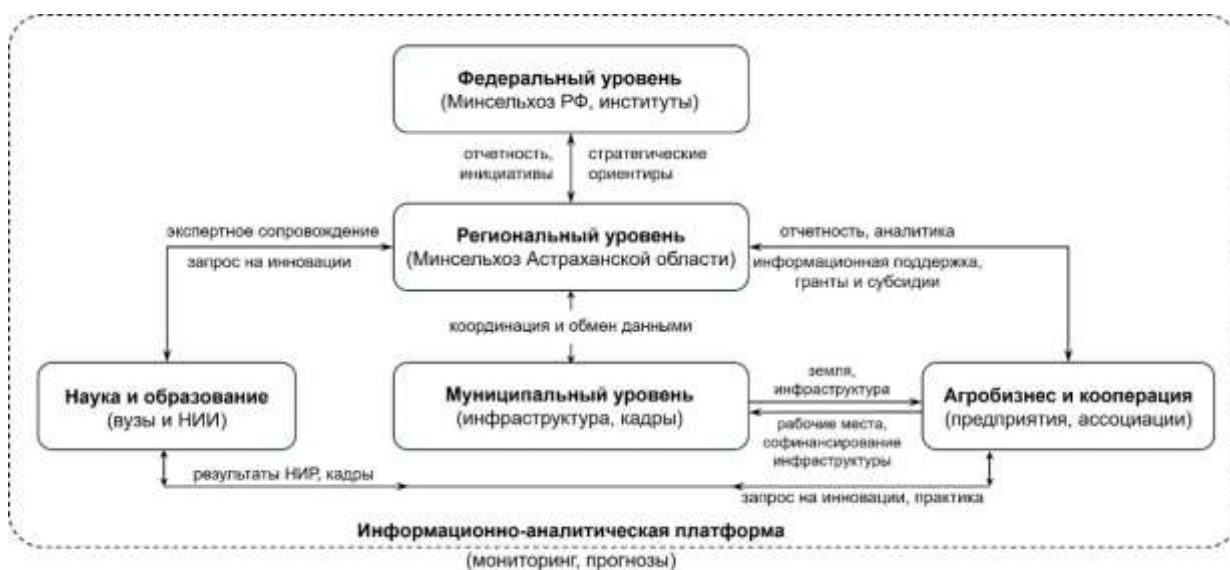 Федеральный уровень
(Минсельхоз РФ, институты)
отчетность,
инициативы
стратегические
ориентиры
экспертное сопровождение
запрос на инновации
Региональный уровень
(Минсельхоз Астраханской области)
отчетность, аналитика
информационная поддержка,
гранты и субсидии
координация и обмен данными
Наука и образование
(вузы и НИИ)
Муниципальный уровень
(инфраструктура, кадры)
земля,
инфраструктура
рабочие места,
софинансирование
инфраструктуры
Агробизнес и кооперация
(предприятия, ассоциации)
результаты НИР, кадры
запрос на инновации, практика
Информационно-аналитическая платформа
(мониторинг, прогнозы)